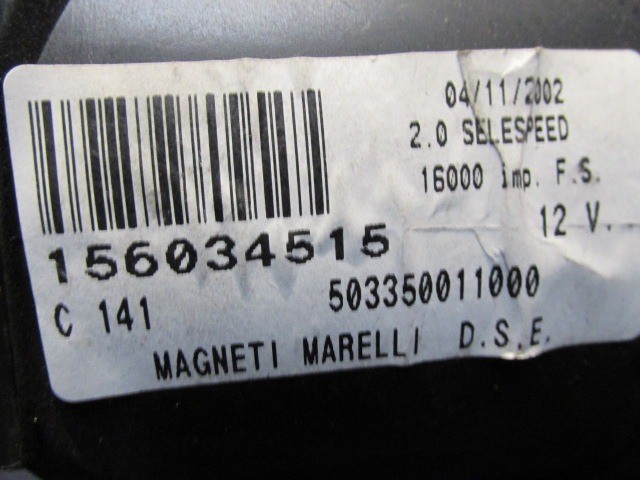 04/11/2002
2.0 SELESPEED
16000 imp. F.S.
12 V.
156034515
C 141
503350011000
MAGNETI MARELLI D.S.E.